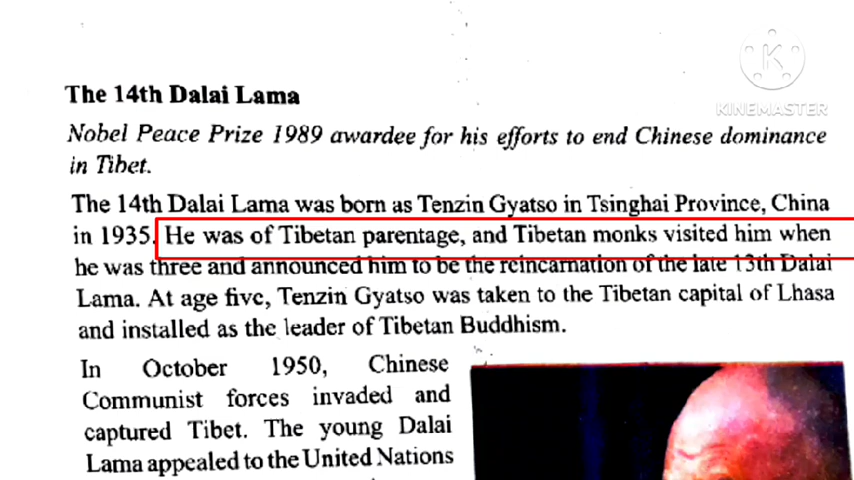 KINEMASTER
The 14th Dalai Lama
Nobel Peace Prize 1989 awardee for his efforts to end Chinese dominance
in Tibet.
The 14th Dalai Lama was born as Tenzin Gyatso in Tsinghai Province, China
in 1935. He was of Tibetan parentage, and Tibetan monks visited him when
he was three and announced him to be the reincarnation of the late 13th Dalai
Lama. At age five, Tenzin Gyatso was taken to the Tibetan capital of Lhasa
and installed as the leader of Tibetan Buddhism.
In October 1950, Chinese
Communist forces invaded and
captured Tibet. The young Dalai
Lama appealed to the United Nations